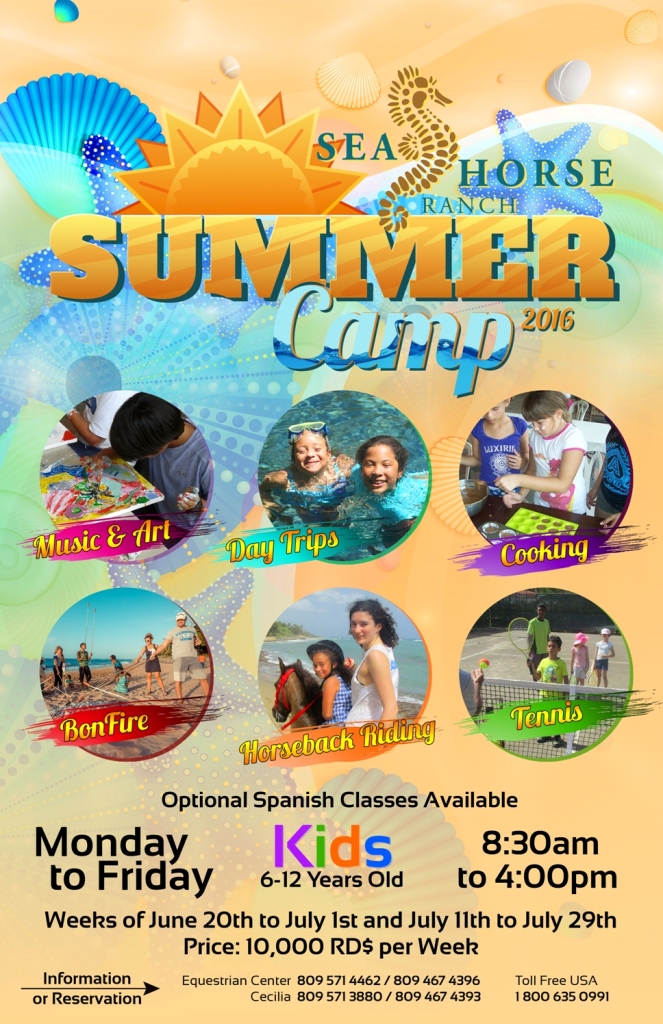 SEA HORSE
RANCH
SUMMER
Camp 2016
Music & Art
Day Trips
Cooking
BonFire
Horseback Riding
Tennis
Optional Spanish Classes Available
Monday
to Friday
Kids
6-12 Years Old
8:30am
to 4:00pm
Weeks of June 20th to July 1st and July 11th to July 29th
Price: 10,000 RD$ per Week
Information
or Reservation
Equestrian Center 809 571 4462 / 809 467 4396
Cecilia 809 571 3880 / 809 467 4393
Toll Free USA
1 800 635 0991